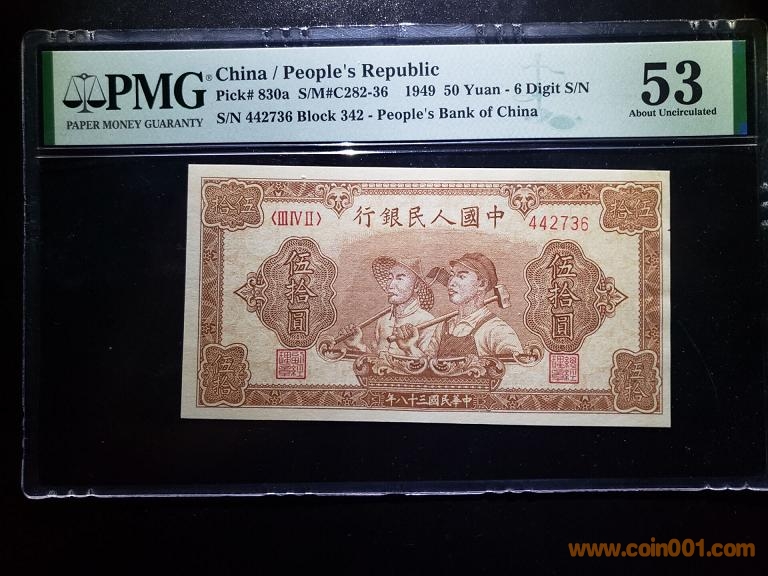 PMG®
PAPER MONEY GUARANTY
China / People's Republic
Pick# 830a S/M#C282-36 1949 50 Yuan - 6 Digit S/N
S/N 442736 Block 342 - People's Bank of China
53
About Uncirculated
拾伍
〈ⅢⅣⅡ〉
行銀民人國中
442736
拾伍
伍拾圓
伍拾圓
伍拾
年八十三國民華中
伍拾
www.coin001.com